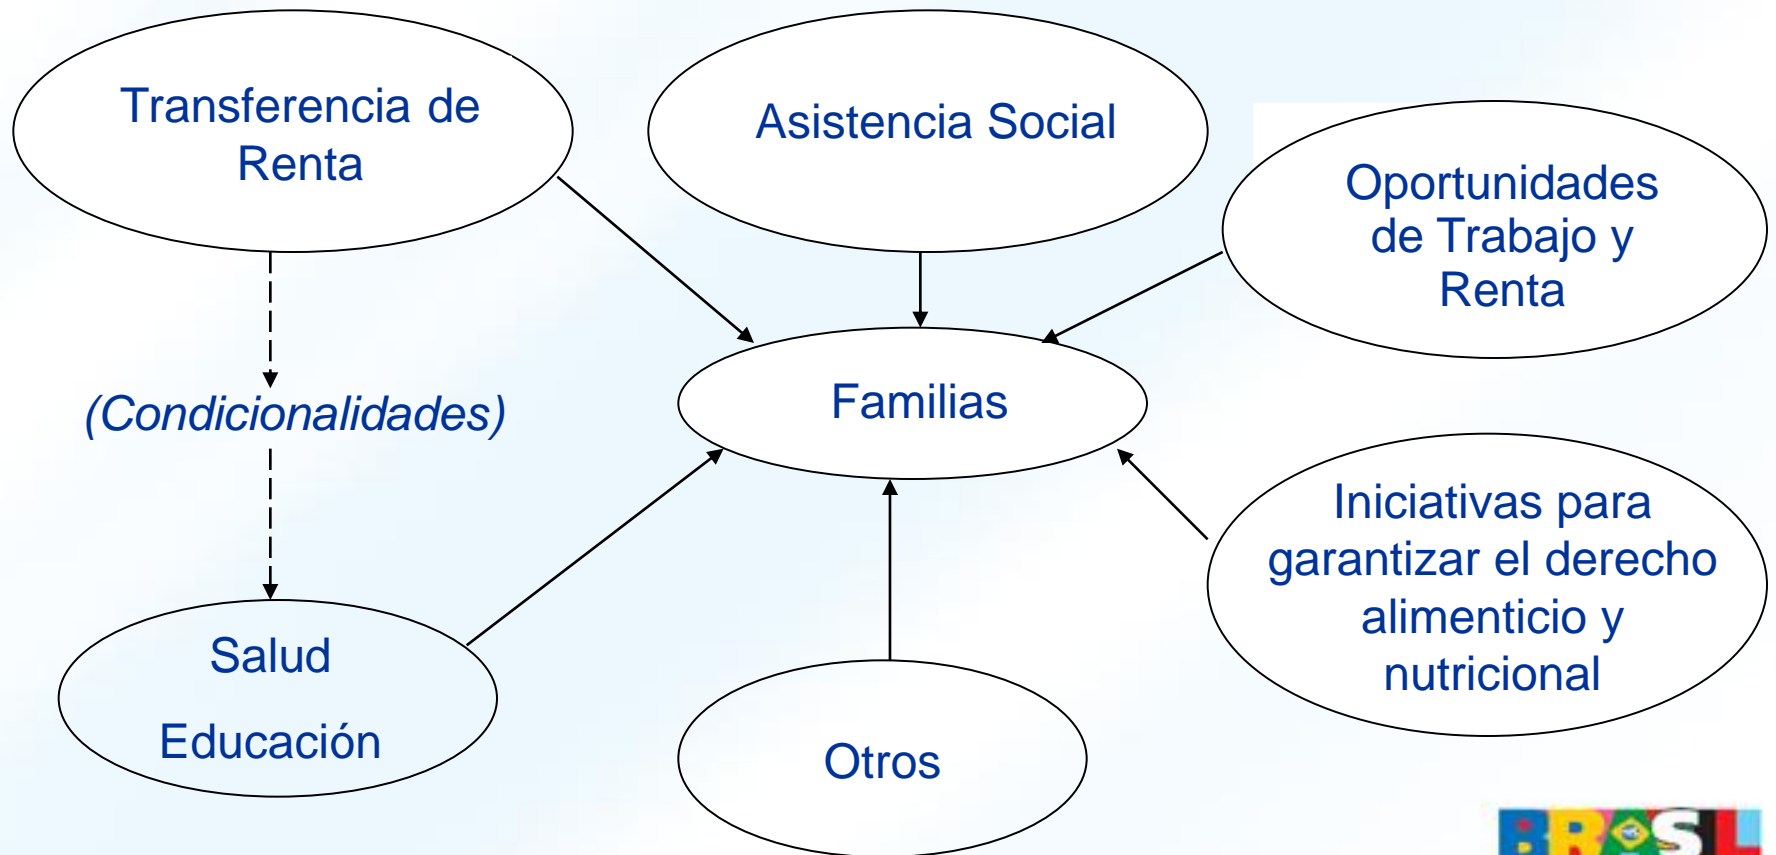 Transferencia de
Renta
Asistencia Social
Oportunidades
de Trabajo y
Renta
(Condicionalidades)
Familias
Iniciativas para
garantizar el derecho
alimenticio y
nutricional
Salud
Educación
Otros
BRASIL